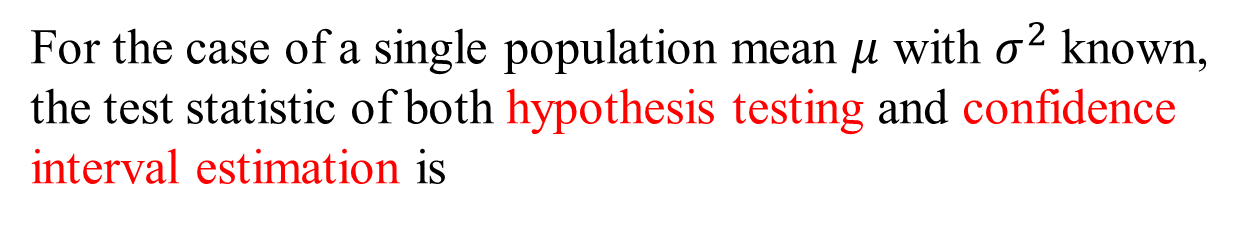 For the case of a single population mean μ with σ² known,
the test statistic of both hypothesis testing and confidence
interval estimation is